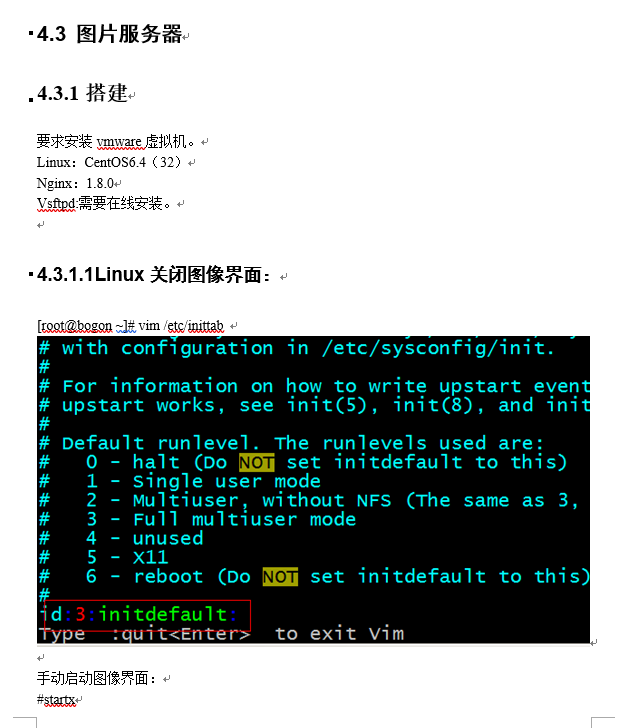 4.3 图片服务器
4.3.1 搭建
要求安装 vmware 虚拟机。
Linux：CentOS6.4（32）
Nginx：1.8.0
Vsftpd:需要在线安装。
4.3.1.1Linux 关闭图像界面：
[root@bogon ~]# vim /etc/inittab
# with configuration in /etc/sysconfig/init.
#
# For information on how to write upstart event
# upstart works, see init(5), init(8), and init
#
# Default runlevel. The runlevels used are:
#   0 - halt (Do NOT set initdefault to this)
#   1 - Single user mode
#   2 - Multiuser, without NFS (The same as 3,
#   3 - Full multiuser mode
#   4 - unused
#   5 - X11
#   6 - reboot (Do NOT set initdefault to this)
#
id:3:initdefault:
Type  :quit<Enter>  to exit Vim
手动启动图像界面：
#startx